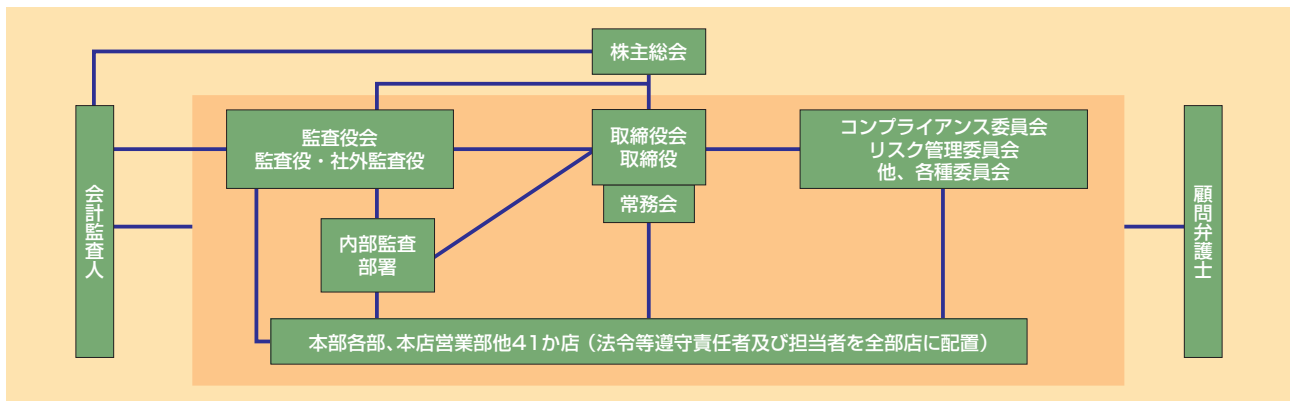 株主総会
会計監査人
監査役会
監査役・社外監査役
取締役会
取締役
常務会
コンプライアンス委員会
リスク管理委員会
他、各種委員会
顧問弁護士
内部監査
部署
本部各部、本店営業部他41か店（法令等遵守責任者及び担当者を全部店に配置）